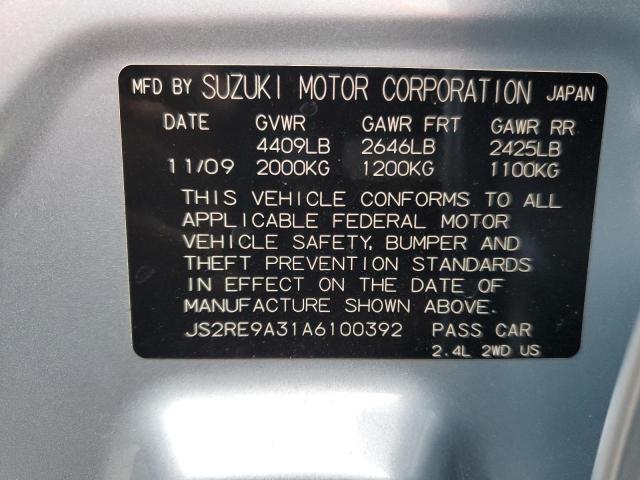 MFD BY SUZUKI MOTOR CORPORATION JAPAN
DATE GVWR GAWR FRT GAWR RR
4409LB 2646LB 2425LB
11/09 2000KG 1200KG 1100KG
THIS VEHICLE CONFORMS TO ALL
APPLICABLE FEDERAL MOTOR
VEHICLE SAFETY, BUMPER AND
THEFT PREVENTION STANDARDS
IN EFFECT ON THE DATE OF
MANUFACTURE SHOWN ABOVE.
JS2RE9A31A6100392 PASS CAR
2.4L 2WD US